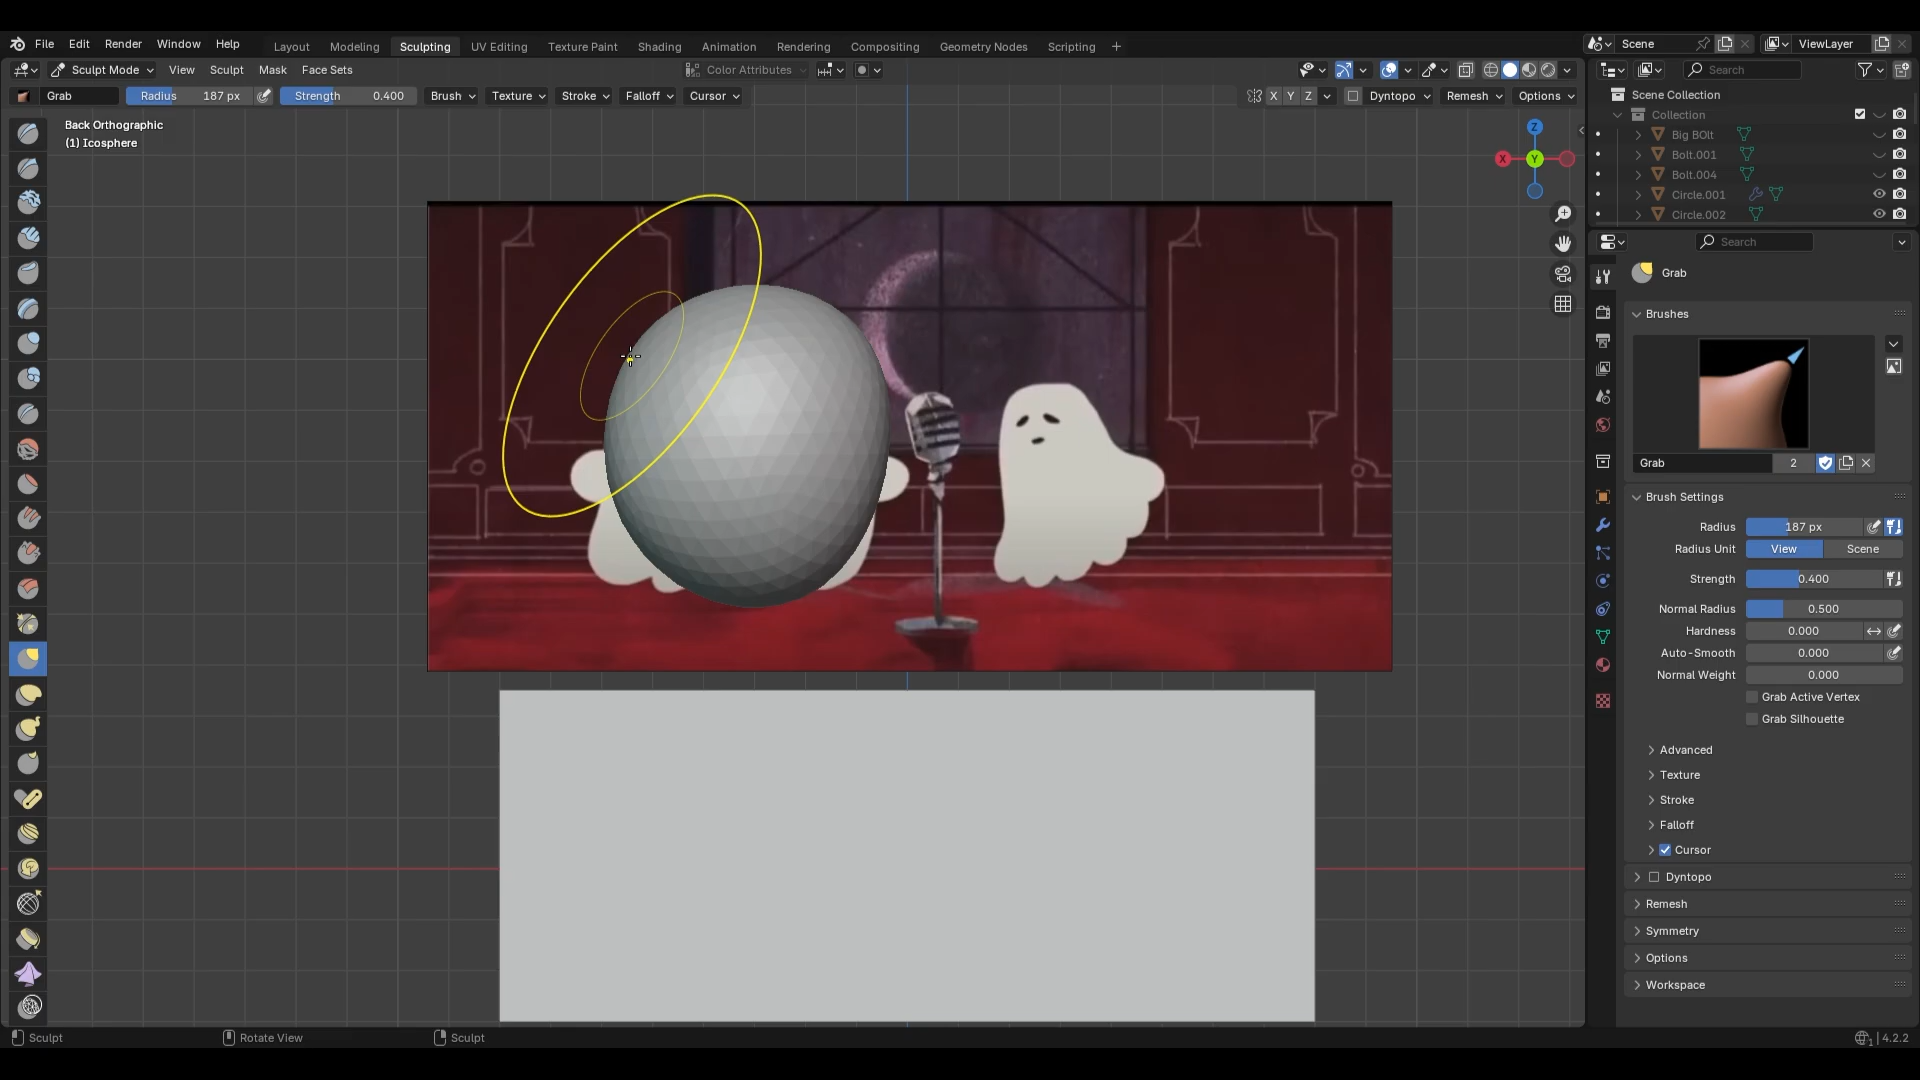 File Edit Render Window Help Layout Modeling Sculpting UV Editing Texture Paint Shading Animation Rendering Compositing Geometry Nodes Scripting + Scene ViewLayer
Sculpt Mode View Sculpt Mask Face Sets Color Attributes Search
Grab Radius 187 px Strength 0.400 Brush Texture Stroke Falloff Cursor X Y Z Dyntopo Remesh Options
Back Orthographic
(1) Icosphere
Z
X
Y
Scene Collection
Collection
Big BOlt
Bolt.001
Bolt.004
Circle.001
Circle.002
Search
Grab
Brushes
Grab 2
Brush Settings
Radius 187 px
Radius Unit View Scene
Strength 0.400
Normal Radius 0.500
Hardness 0.000
Auto-Smooth 0.000
Normal Weight 0.000
Grab Active Vertex
Grab Silhouette
Advanced
Texture
Stroke
Falloff
Cursor
Dyntopo
Remesh
Symmetry
Options
Workspace
Sculpt Rotate View Sculpt 1 | 4.2.2